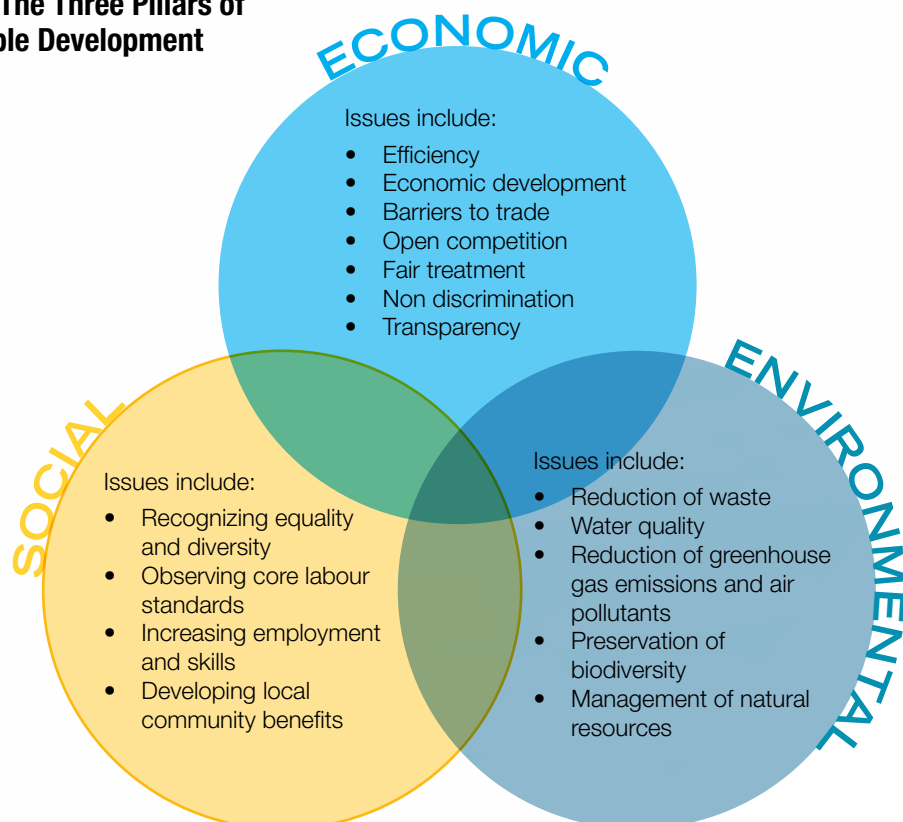 The Three Pillars of
ble Development
ECONOMIC
Issues include:
• Efficiency
• Economic development
• Barriers to trade
• Open competition
• Fair treatment
• Non discrimination
• Transparency
SOCIAL
Issues include:
• Recognizing equality
and diversity
• Observing core labour
standards
• Increasing employment
and skills
• Developing local
community benefits
ENVIRONMENTAL
Issues include:
• Reduction of waste
• Water quality
• Reduction of greenhouse
gas emissions and air
pollutants
• Preservation of
biodiversity
• Management of natural
resources